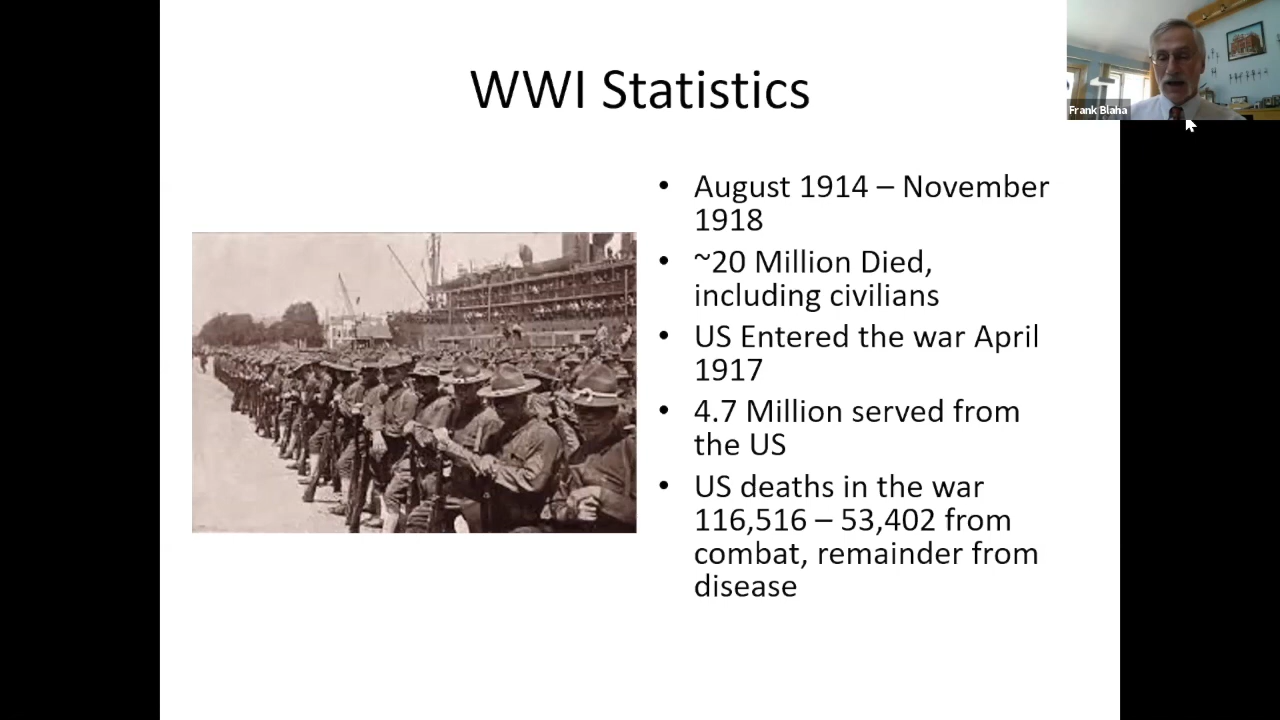 WWI Statistics
Frank Blaha
• August 1914 – November
1918
• ~20 Million Died,
including civilians
• US Entered the war April
1917
• 4.7 Million served from
the US
• US deaths in the war
116,516 – 53,402 from
combat, remainder from
disease